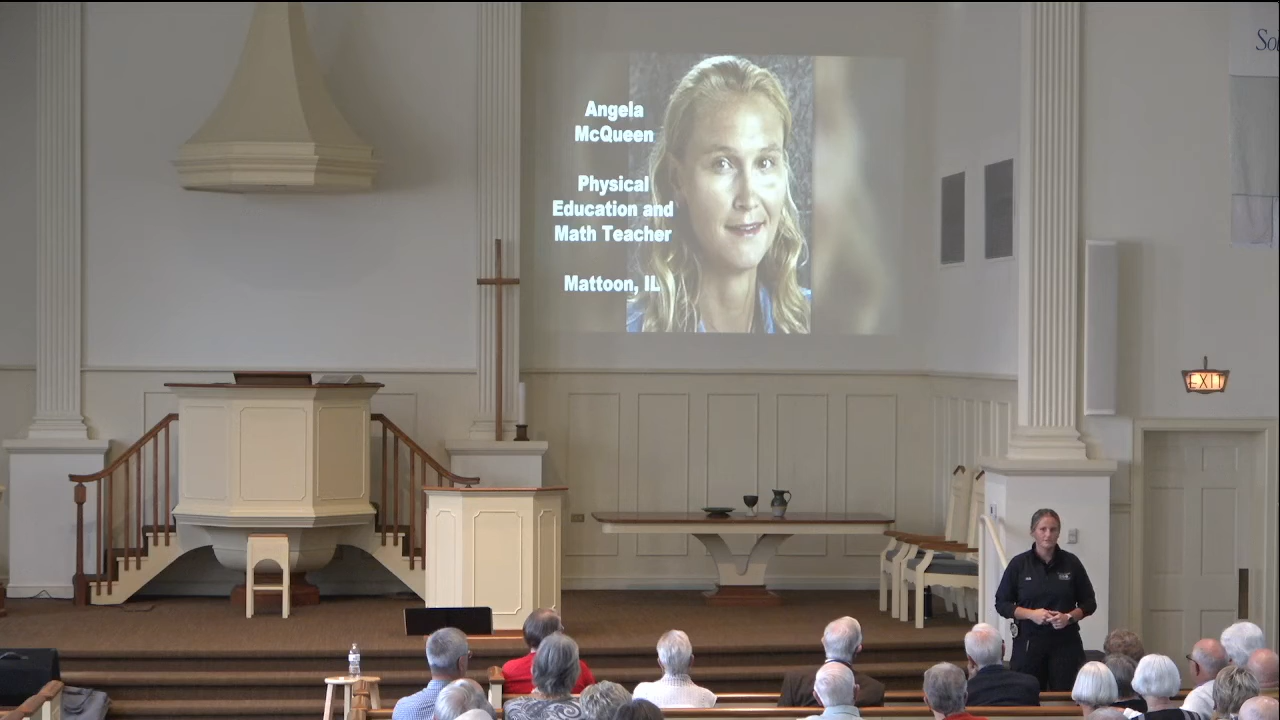 Angela
McQueen
Physical
Education and
Math Teacher
Mattoon, IL
EXIT